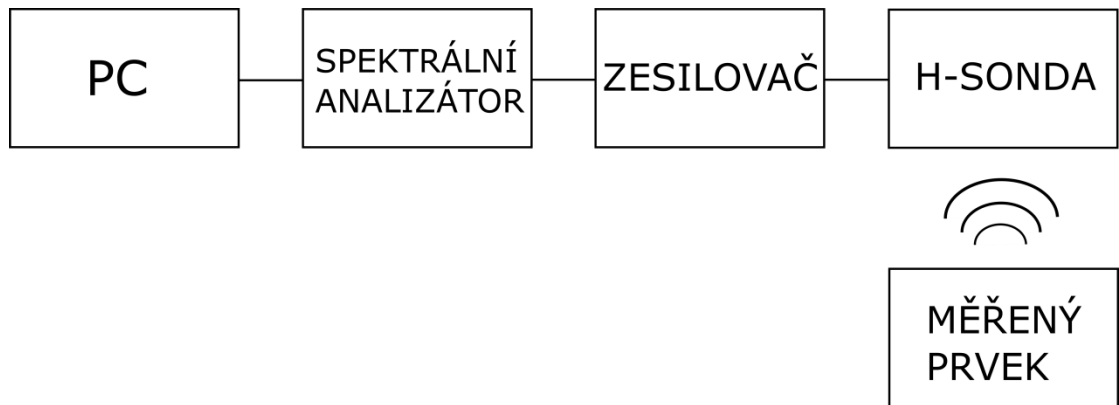 PC
SPEKTRÁLNÍ
ANALIZÁTOR
ZESILOVAČ
H-SONDA
MĚŘENÝ
PRVEK